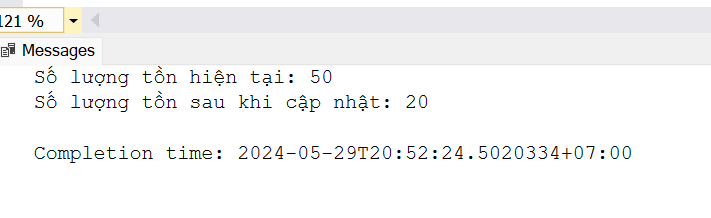 121 %
Messages
Số lượng tồn hiện tại: 50
Số lượng tồn sau khi cập nhật: 20
Completion time: 2024-05-29T20:52:24.5020334+07:00